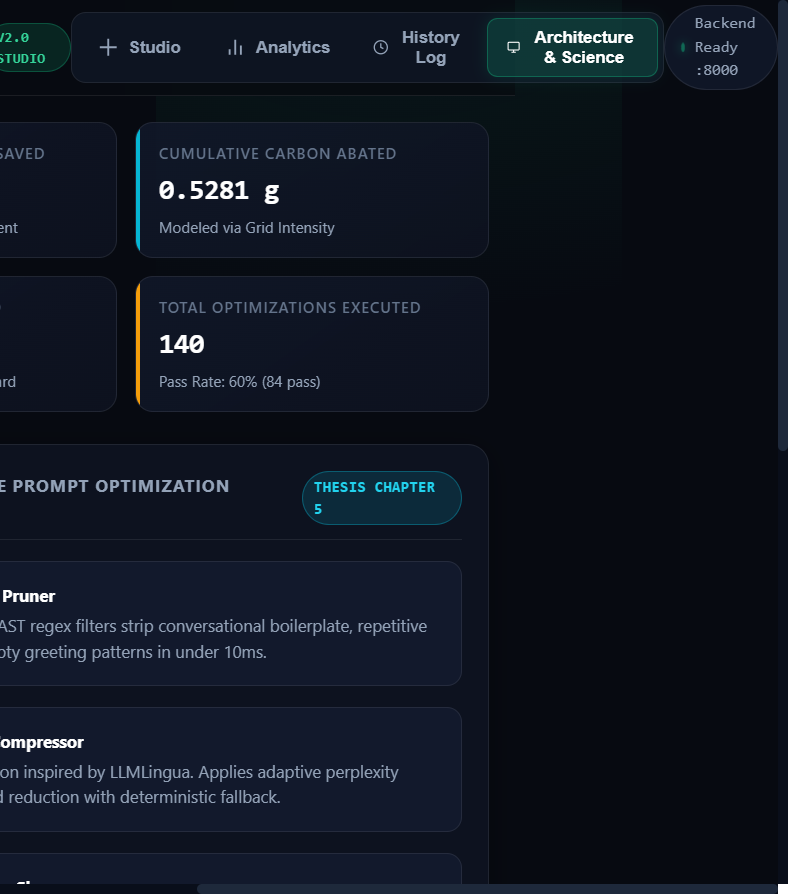 V2.0
STUDIO
Studio
Analytics
History
Log
Architecture
& Science
Backend
Ready
:8000
SAVED
CUMULATIVE CARBON ABATED
0.5281 g
Modeled via Grid Intensity
TOTAL OPTIMIZATIONS EXECUTED
140
Pass Rate: 60% (84 pass)
E PROMPT OPTIMIZATION
THESIS CHAPTER
5
Pruner
AST regex filters strip conversational boilerplate, repetitive
greeting patterns in under 10ms.
ompressor
on inspired by LLMLingua. Applies adaptive perplexity
reduction with deterministic fallback.